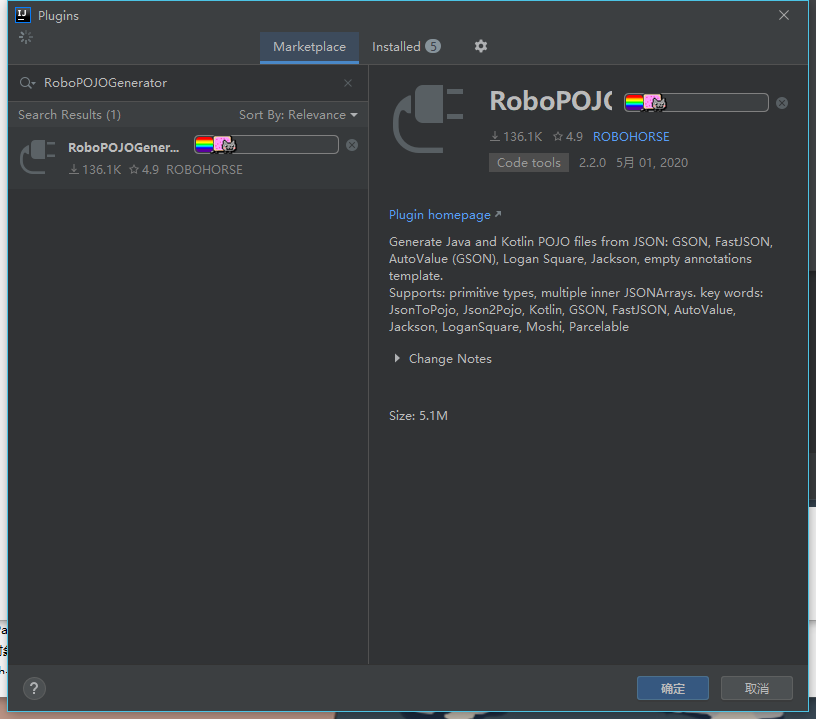 IJ
Plugins
Marketplace
Installed 5
RoboPOJOGenerator
Search Results (1)
Sort By: Relevance
RoboPOJOGener...
136.1K 4.9 ROBOHORSE
RoboPOJO
136.1K 4.9 ROBOHORSE
Code tools 2.2.0 5月 01, 2020
Plugin homepage
Generate Java and Kotlin POJO files from JSON: GSON, FastJSON,
AutoValue (GSON), Logan Square, Jackson, empty annotations
template.
Supports: primitive types, multiple inner JSONArrays. key words:
JsonToPojo, Json2Pojo, Kotlin, GSON, FastJSON, AutoValue,
Jackson, LoganSquare, Moshi, Parcelable
Change Notes
Size: 5.1M
?
确定
取消